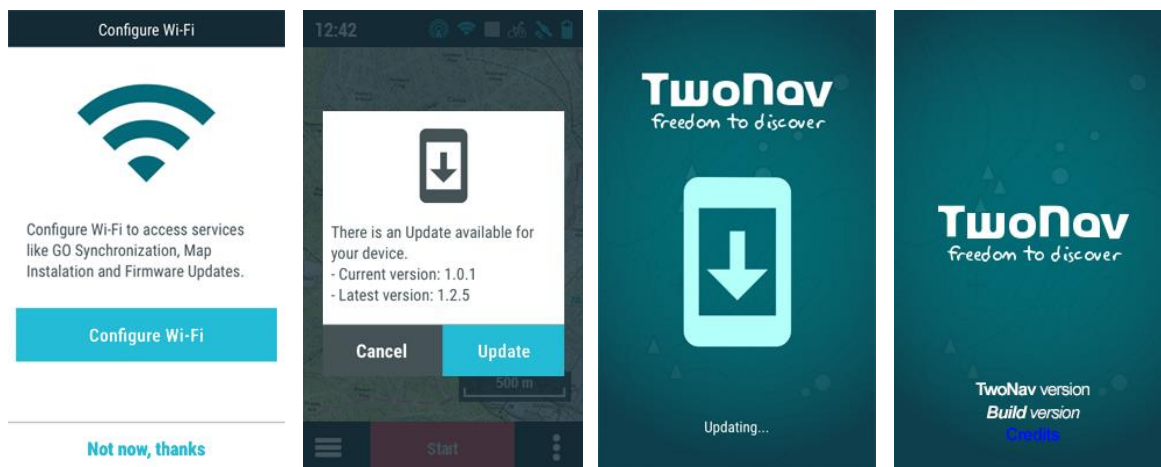 Configure Wi-Fi
Configure Wi-Fi to access services
like GO Synchronization, Map
Instalation and Firmware Updates.
Configure Wi-Fi
Not now, thanks
12:42
There is an Update available for
your device.
- Current version: 1.0.1
- Latest version: 1.2.5
Cancel
Update
500 m
Start
TwoNav
freedom to discover
Updating...
TwoNav
freedom to discover
TwoNav version
Build version
Credits